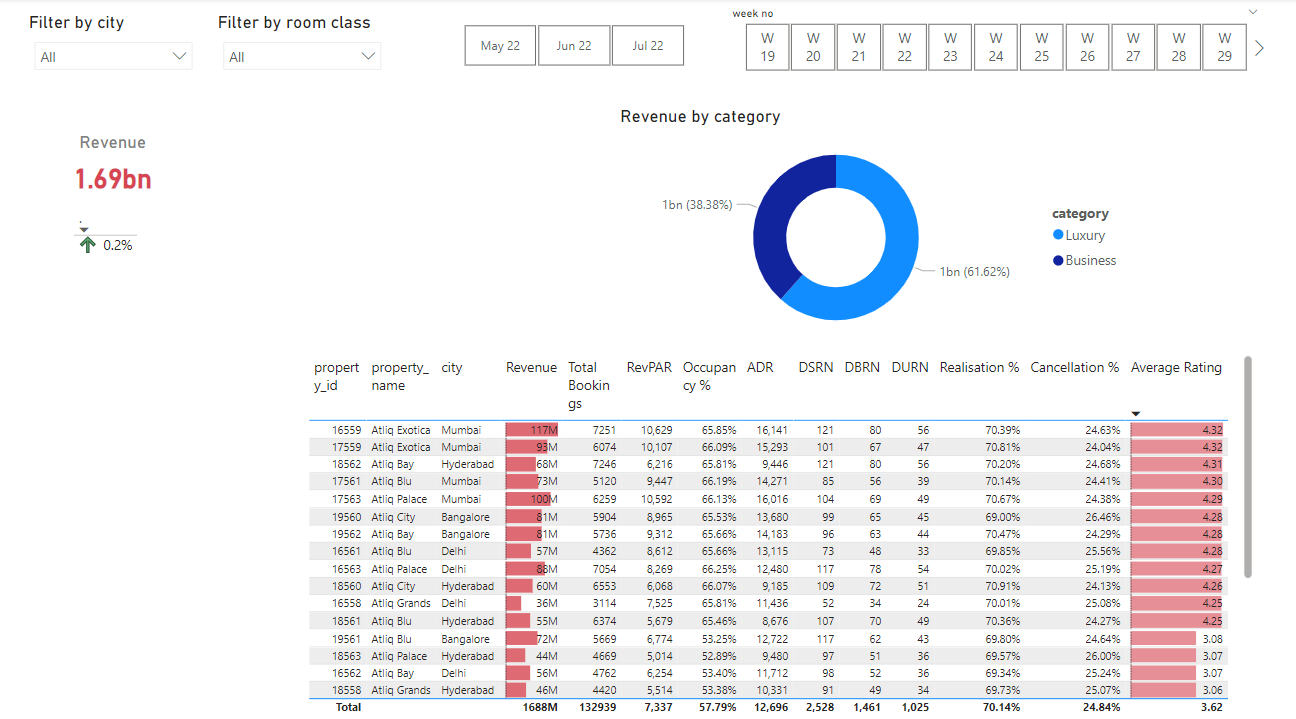 Filter by city
Filter by room class
All
All
May 22 Jun 22 Jul 22
week no
W 19
W 20
W 21
W 22
W 23
W 24
W 25
W 26
W 27
W 28
W 29
Revenue by category
Revenue
1.69bn
0.2%
1bn (38.38%)
1bn (61.62%)
category
Luxury
Business
property_id property_name city Revenue Total Bookings RevPAR Occupancy % ADR DSRN DBRN DURN Realisation % Cancellation % Average Rating
16559 Atliq Exotica Mumbai 117M 7251 10,629 65.85% 16,141 121 80 56 70.39% 24.63% 4.32
17559 Atliq Exotica Mumbai 93M 6074 10,107 66.09% 15,293 101 67 47 70.81% 24.04% 4.32
18562 Atliq Bay Hyderabad 68M 7246 6,216 65.81% 9,446 121 80 56 70.20% 24.68% 4.31
17561 Atliq Blu Mumbai 73M 5120 9,447 66.19% 14,271 85 56 39 70.14% 24.41% 4.30
17563 Atliq Palace Mumbai 100M 6259 10,592 66.13% 16,016 104 69 49 70.67% 24.38% 4.29
19560 Atliq City Bangalore 81M 5904 8,965 65.53% 13,680 99 65 45 69.00% 26.46% 4.28
19562 Atliq Bay Bangalore 81M 5736 9,312 65.66% 14,183 96 63 44 70.47% 24.29% 4.28
16561 Atliq Blu Delhi 57M 4362 8,612 65.66% 13,115 73 48 33 69.85% 25.56% 4.28
16563 Atliq Palace Delhi 88M 7054 8,269 66.25% 12,480 117 78 54 70.02% 25.19% 4.27
18560 Atliq City Hyderabad 60M 6553 6,068 66.07% 9,185 109 72 51 70.91% 24.13% 4.26
16558 Atliq Grands Delhi 36M 3114 7,525 65.81% 11,436 52 34 24 70.01% 25.08% 4.25
18561 Atliq Blu Hyderabad 55M 6374 5,679 65.46% 8,676 107 70 49 70.36% 24.27% 4.25
19561 Atliq Blu Bangalore 72M 5669 6,774 53.25% 12,722 117 62 43 69.80% 24.64% 3.08
18563 Atliq Palace Hyderabad 44M 4669 5,014 52.89% 9,480 97 51 36 69.57% 26.00% 3.07
16562 Atliq Bay Delhi 56M 4762 6,254 53.40% 11,712 98 52 36 69.34% 25.24% 3.07
18558 Atliq Grands Hyderabad 46M 4420 5,514 53.38% 10,331 91 49 34 69.73% 25.07% 3.06
Total 1688M 132939 7,337 57.79% 12,696 2,528 1,461 1,025 70.14% 24.84% 3.62